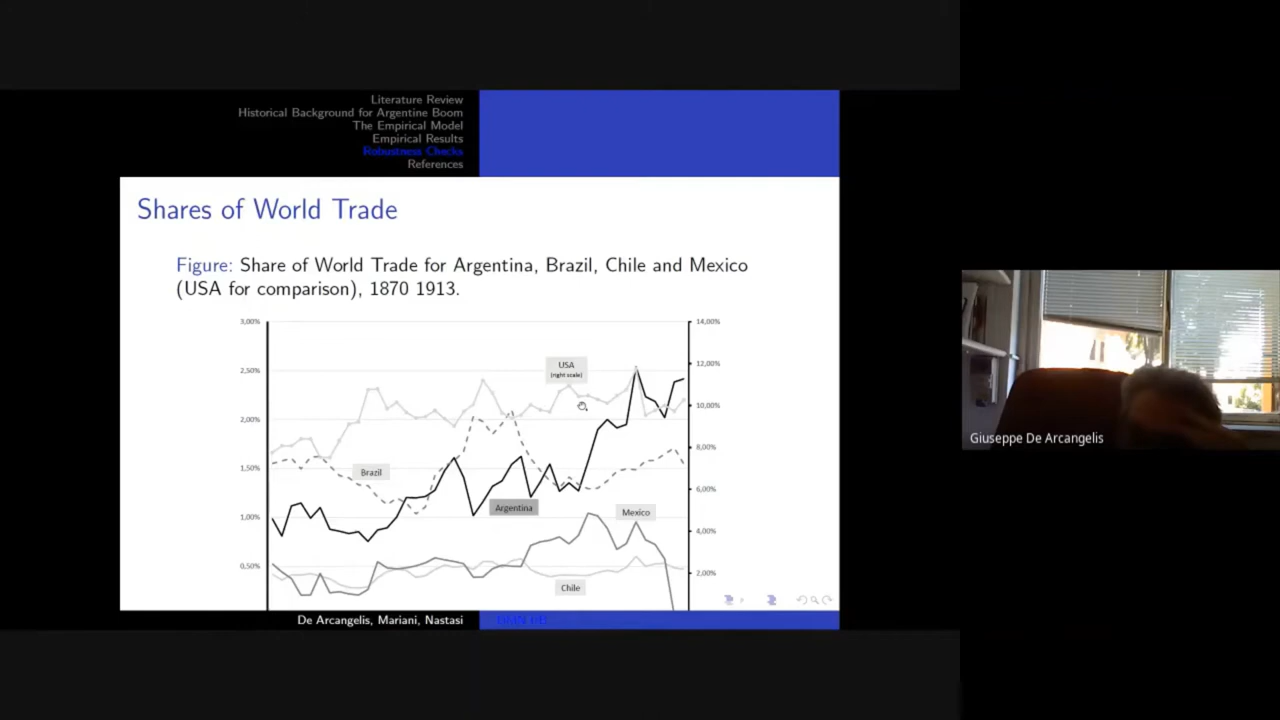 Literature Review
Historical Background for Argentine Boom
The Empirical Model
Empirical Results
Robustness Checks
References
Shares of World Trade
Figure: Share of World Trade for Argentina, Brazil, Chile and Mexico
(USA for comparison), 1870 1913.
3,00%
14,00%
USA
(right scale)
12,00%
2,50%
10,00%
2,00%
8,00%
Brazil
1,50%
6,00%
Argentina
Mexico
1,00%
4,00%
0,50%
2,00%
Chile
De Arcangelis, Mariani, Nastasi
Giuseppe De Arcangelis